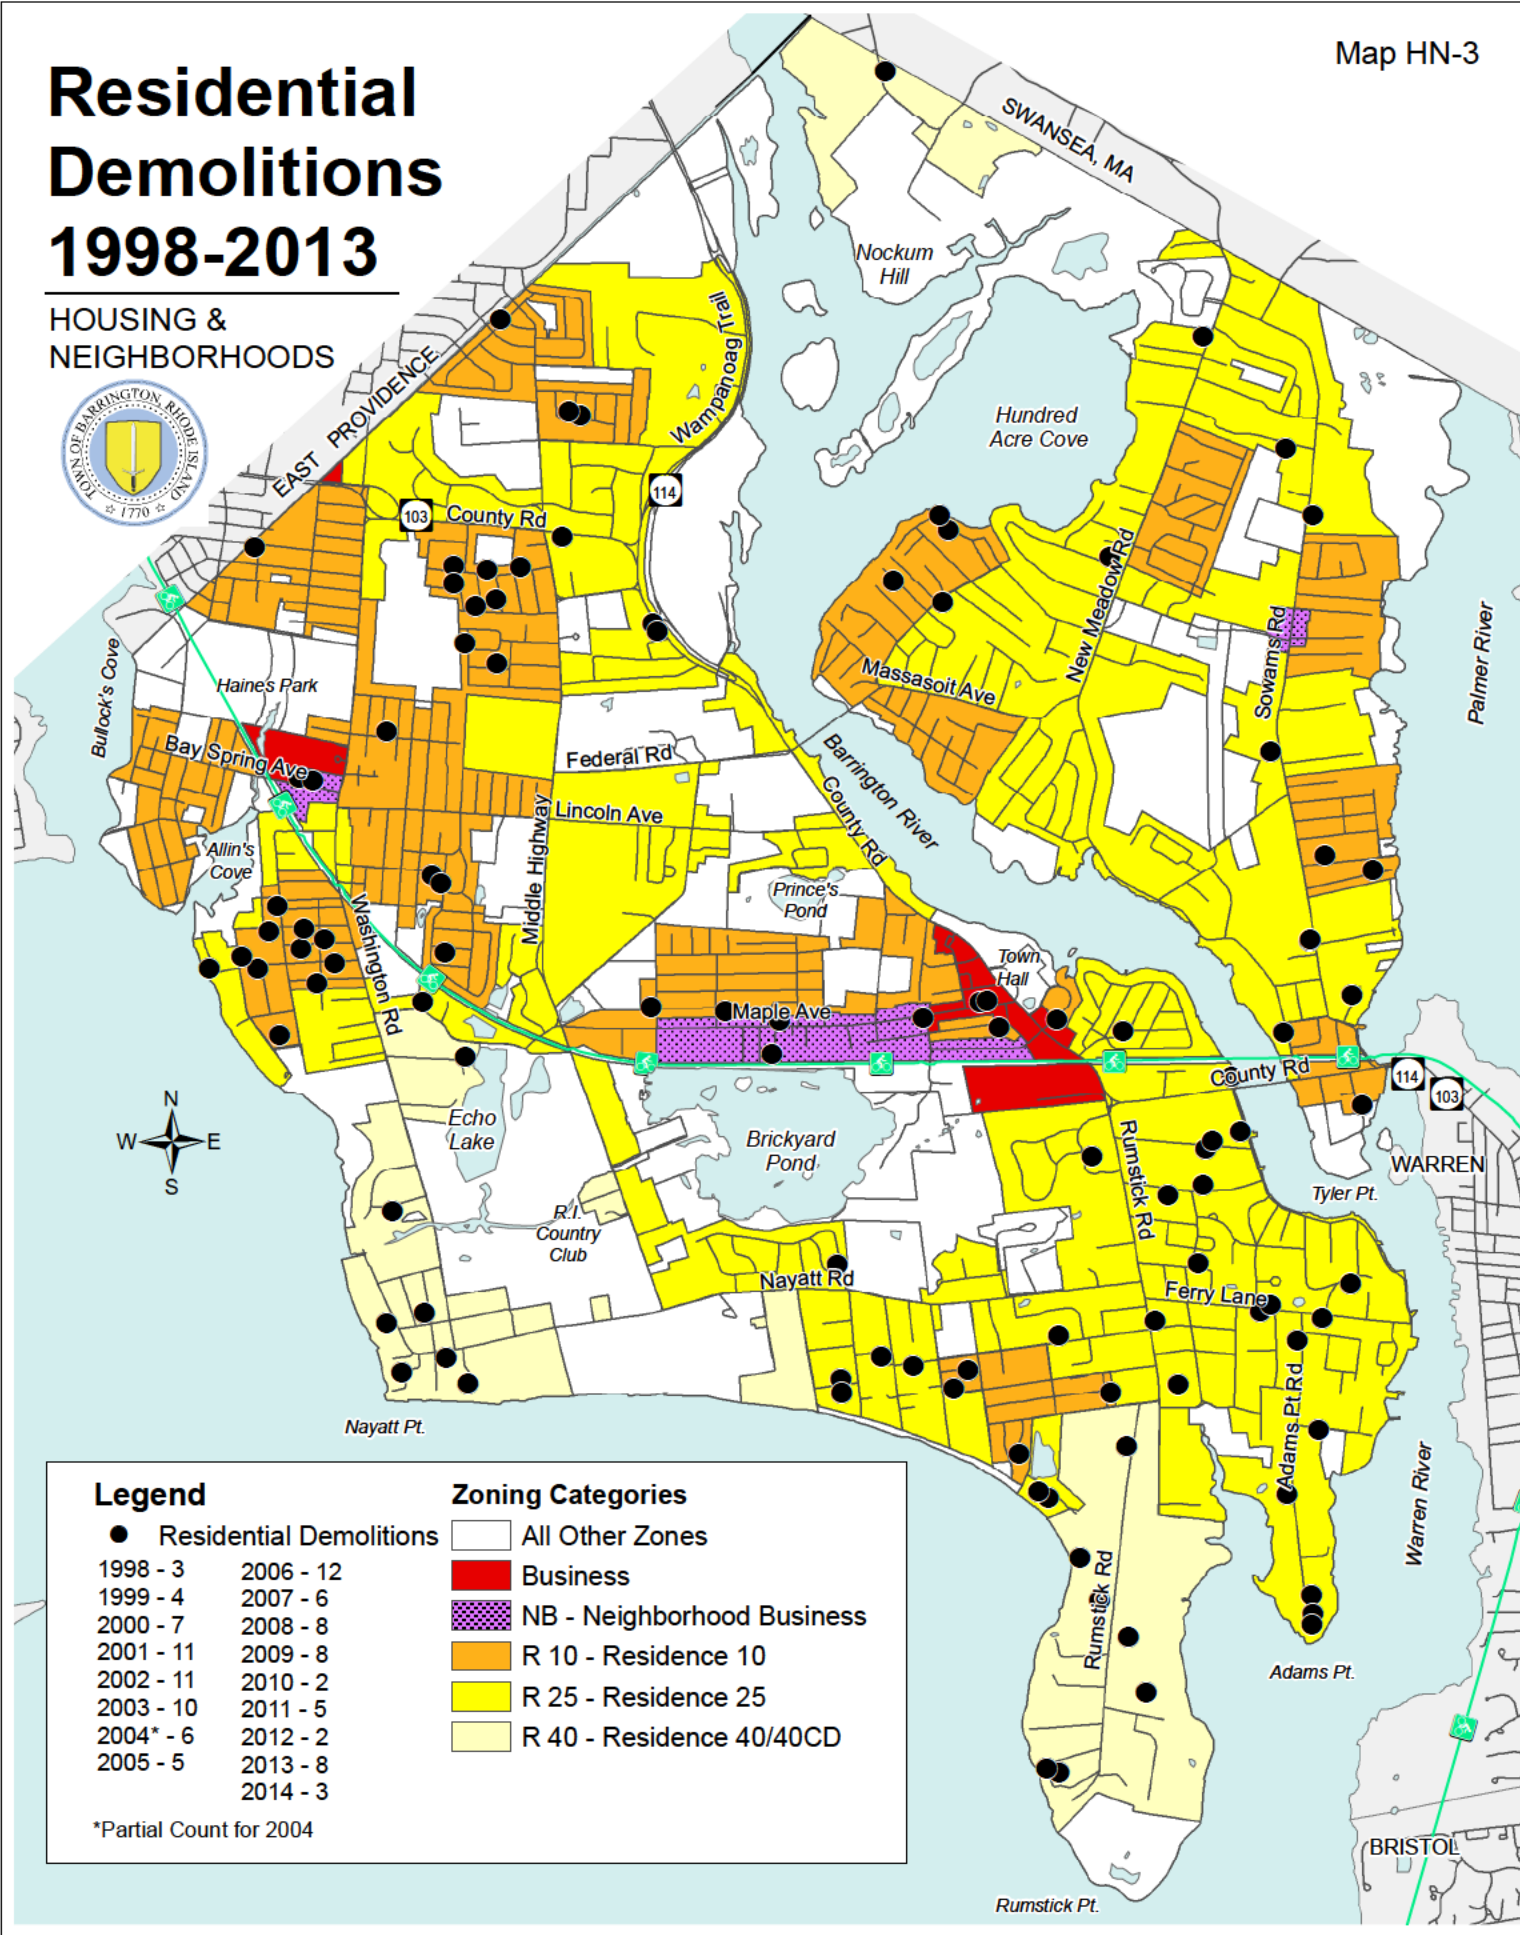 Map HN-3
Residential
Demolitions
1998-2013
HOUSING &
NEIGHBORHOODS
TOWN OF BARRINGTON, RHODE ISLAND
☆ 1770 ☆
SWANSEA, MA
EAST PROVIDENCE
Nockum
Hill
Wampanoag Trail
Hundred
Acre Cove
114
103
County Rd
New Meadow Rd
Sowams Rd
Palmer River
Massasoit Ave
Bullock's Cove
Haines Park
Bay Spring Ave
Federal Rd
Barrington River
County Rd
Lincoln Ave
Middle Highway
Allin's
Cove
Prince's
Pond
Washington Rd
Town
Hall
Maple Ave
County Rd
114
103
WARREN
N
W
E
S
Echo
Lake
Brickyard
Pond
Rumstick Rd
Tyler Pt.
R.I.
Country
Club
Nayatt Rd
Ferry Lane
Adams Pt Rd
Nayatt Pt.
Warren River
Rumstick Rd
Adams Pt.
BRISTOL
Rumstick Pt.
Legend
Residential Demolitions
1998 - 3
1999 - 4
2000 - 7
2001 - 11
2002 - 11
2003 - 10
2004* - 6
2005 - 5
2006 - 12
2007 - 6
2008 - 8
2009 - 8
2010 - 2
2011 - 5
2012 - 2
2013 - 8
2014 - 3
*Partial Count for 2004
Zoning Categories
All Other Zones
Business
NB - Neighborhood Business
R 10 - Residence 10
R 25 - Residence 25
R 40 - Residence 40/40CD